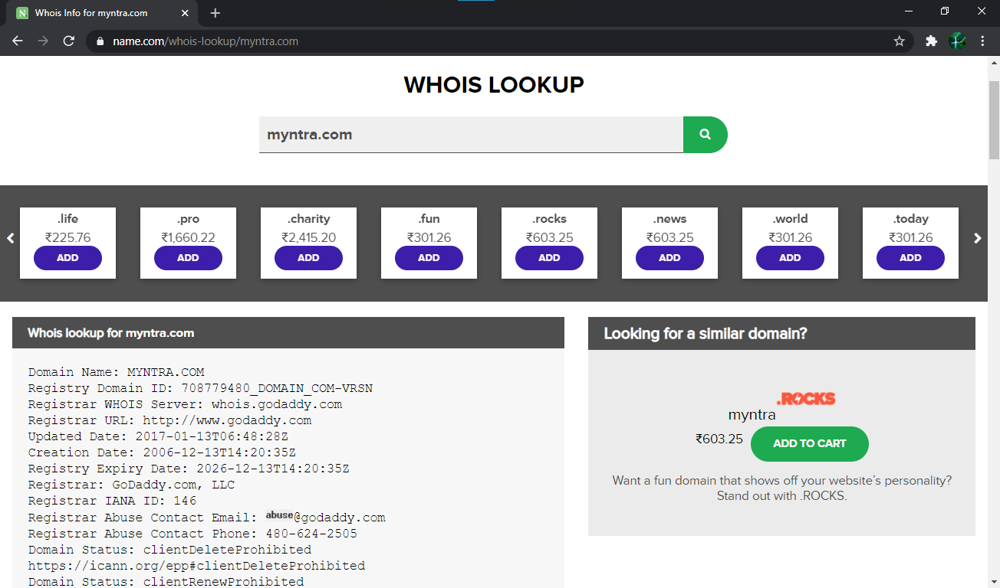 Whois Info for myntra.com
name.com/whois-lookup/myntra.com
WHOIS LOOKUP
myntra.com
.life
₹225.76
ADD
.pro
₹1,660.22
ADD
.charity
₹2,415.20
ADD
.fun
₹301.26
ADD
.rocks
₹603.25
ADD
.news
₹603.25
ADD
.world
₹301.26
ADD
.today
₹301.26
ADD
Whois lookup for myntra.com
Domain Name: MYNTRA.COM
Registry Domain ID: 708779480_DOMAIN_COM-VRSN
Registrar WHOIS Server: whois.godaddy.com
Registrar URL: http://www.godaddy.com
Updated Date: 2017-01-13T06:48:28Z
Creation Date: 2006-12-13T14:20:35Z
Registry Expiry Date: 2026-12-13T14:20:35Z
Registrar: GoDaddy.com, LLC
Registrar IANA ID: 146
Registrar Abuse Contact Email: abuse@godaddy.com
Registrar Abuse Contact Phone: 480-624-2505
Domain Status: clientDeleteProhibited
https://icann.org/epp#clientDeleteProhibited
Domain Status: clientRenewProhibited
Looking for a similar domain?
.ROCKS
myntra
₹603.25 ADD TO CART
Want a fun domain that shows off your website's personality?
Stand out with .ROCKS.